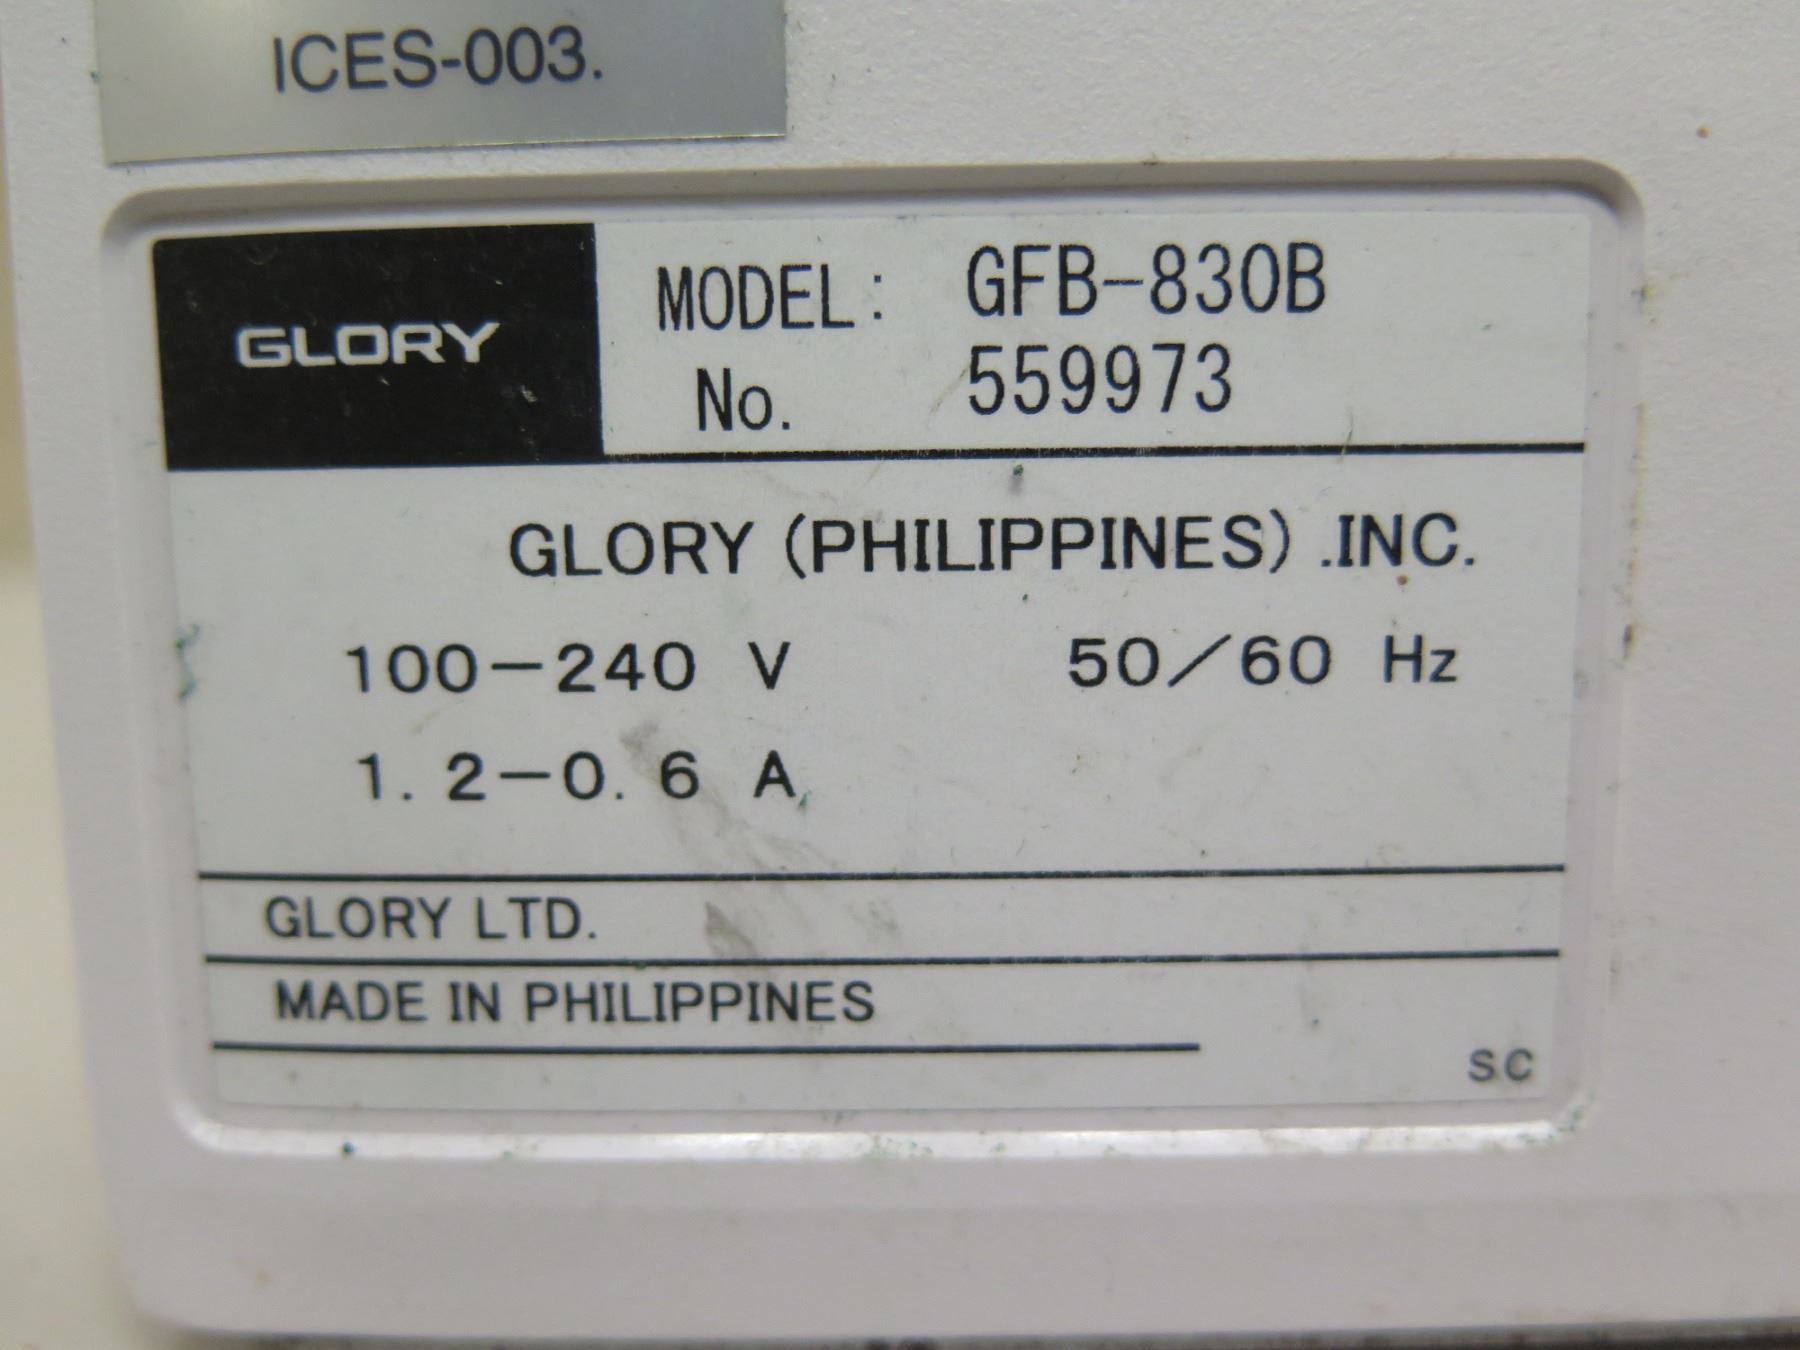 ICES-003.
GLORY
MODEL: GFB-830B
No. 559973
GLORY (PHILIPPINES) .INC.
100-240 V 50/60 Hz
1.2-0.6 A
GLORY LTD.
MADE IN PHILIPPINES
SC